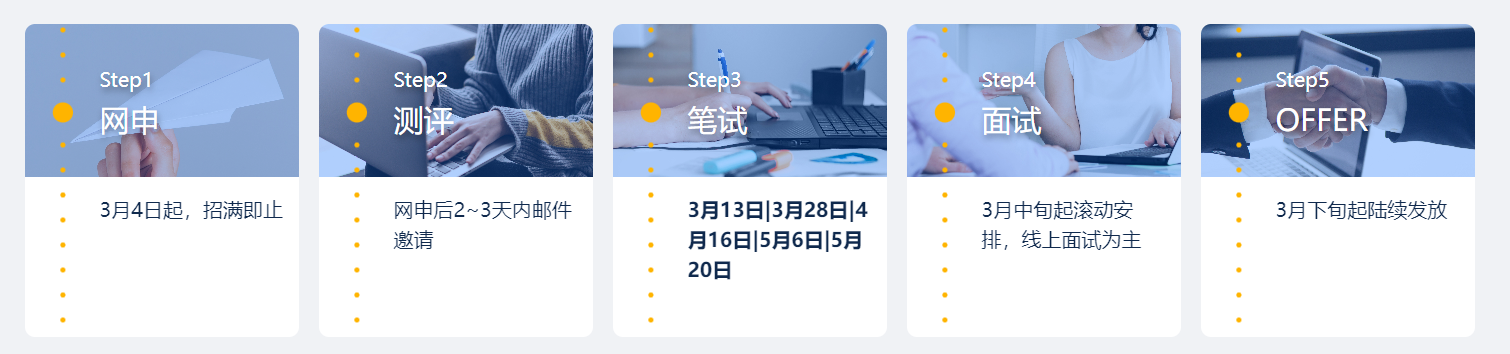 Step1
网申
3月4日起，招满即止
Step2
测评
网申后2~3天内邮件
邀请
Step3
笔试
3月13日|3月28日|4
月16日|5月6日|5月
20日
Step4
面试
3月中旬起滚动安
排，线上面试为主
Step5
OFFER
3月下旬起陆续发放